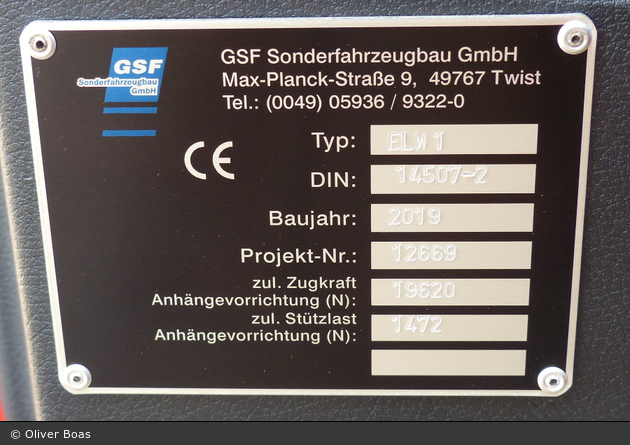 GSF
Sonderfahrzeugbau
GmbH
GSF Sonderfahrzeugbau GmbH
Max-Planck-Straße 9, 49767 Twist
Tel.: (0049) 05936 / 9322-0
CE
Typ: ELW 1
DIN: 14507-2
Baujahr: 2019
Projekt-Nr.: 12669
zul. Zugkraft
Anhängevorrichtung (N): 19620
zul. Stützlast
Anhängevorrichtung (N): 1472
© Oliver Boas